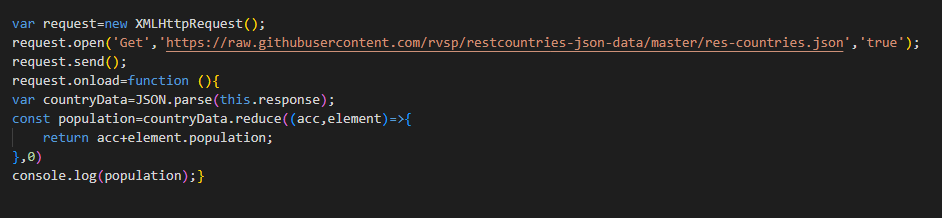 var request=new XMLHttpRequest();
request.open('Get','https://raw.githubusercontent.com/rvsp/restcountries-json-data/master/res-countries.json','true');
request.send();
request.onload=function (){
var countryData=JSON.parse(this.response);
const population=countryData.reduce((acc,element)=>{
    return acc+element.population;
},0)
console.log(population);}